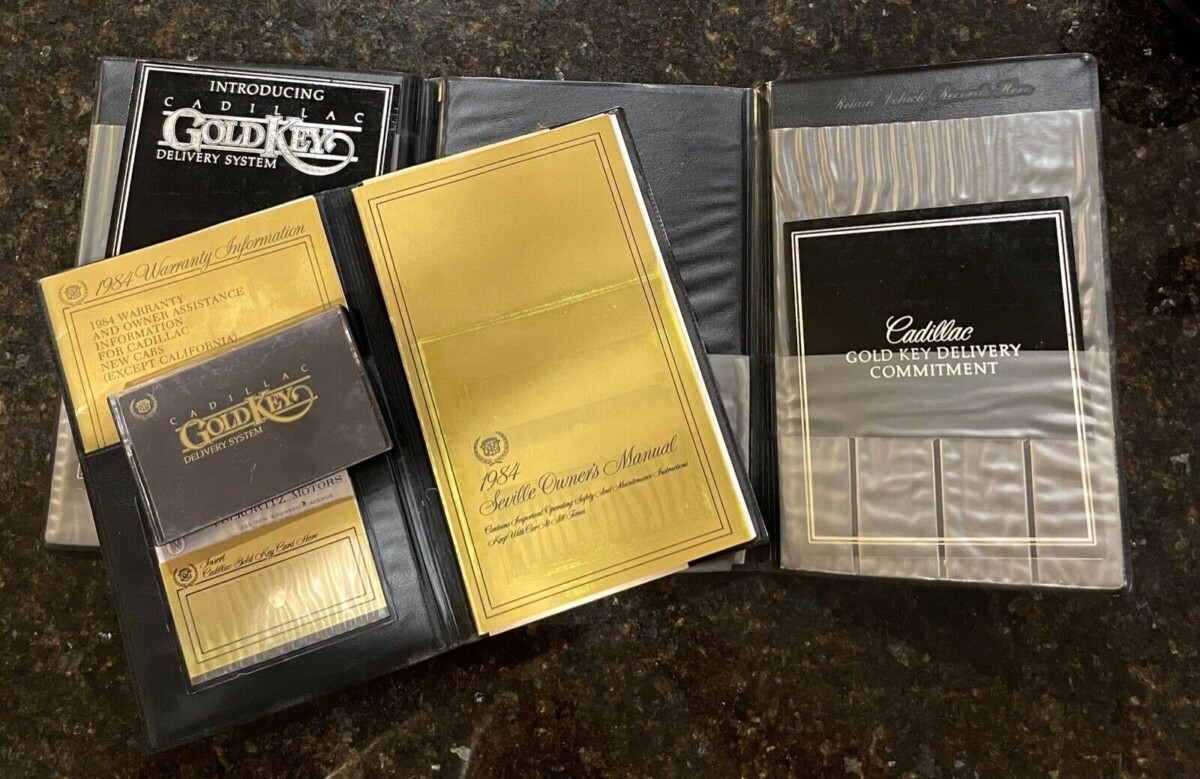 INTRODUCING
CADILLAC
GOLDKEY
DELIVERY SYSTEM
Retain Vehicle Records Here
1984 Warranty Information
1984 WARRANTY
AND OWNER ASSISTANCE
INFORMATION
FOR CADILLAC
NEW CARS
(EXCEPT CALIFORNIA)
CADILLAC
GOLDKEY
DELIVERY SYSTEM
MOTORS
AVENUE
Insert
Cadillac Gold Key Card Here
1984
Seville Owner's Manual
Contains Important Operating Safety And Maintenance Instructions
Keep With Car At All Times
Cadillac
GOLD KEY DELIVERY
COMMITMENT